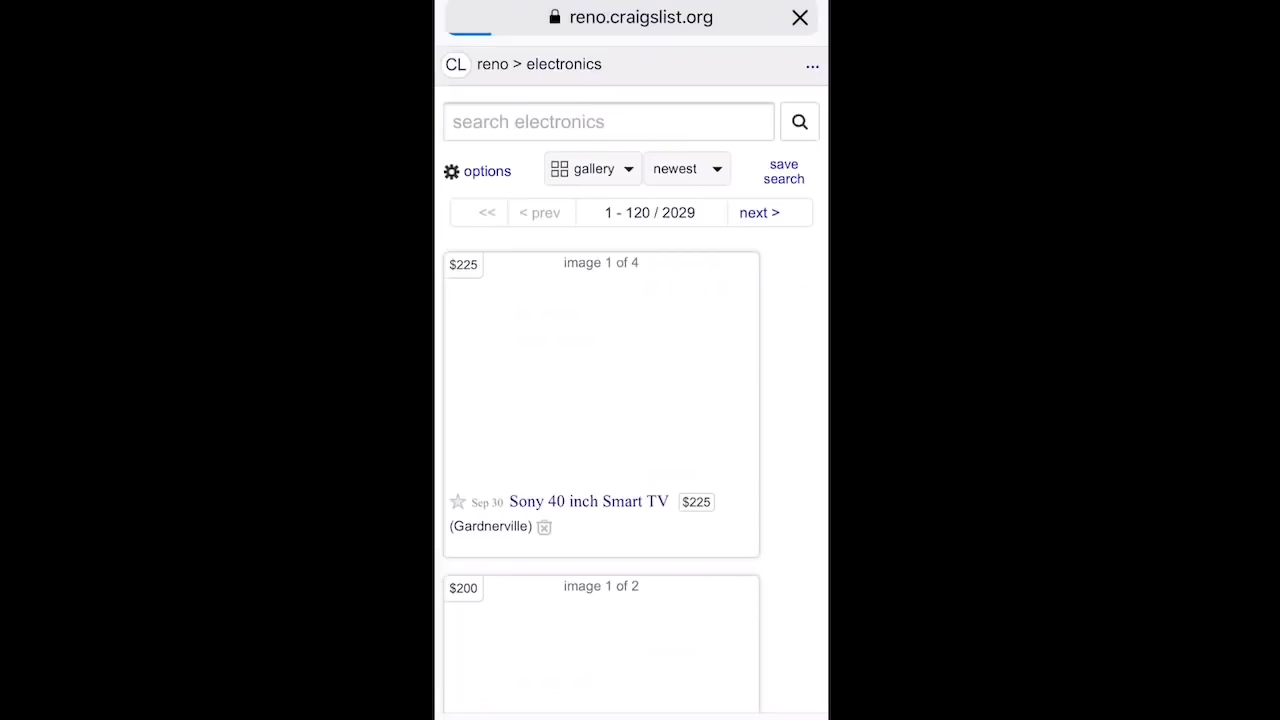 reno.craigslist.org
CL reno > electronics ...
search electronics
options gallery newest save search
<< < prev 1 - 120 / 2029 next >
$225 image 1 of 4
Sep 30 Sony 40 inch Smart TV $225
(Gardnerville)
$200 image 1 of 2